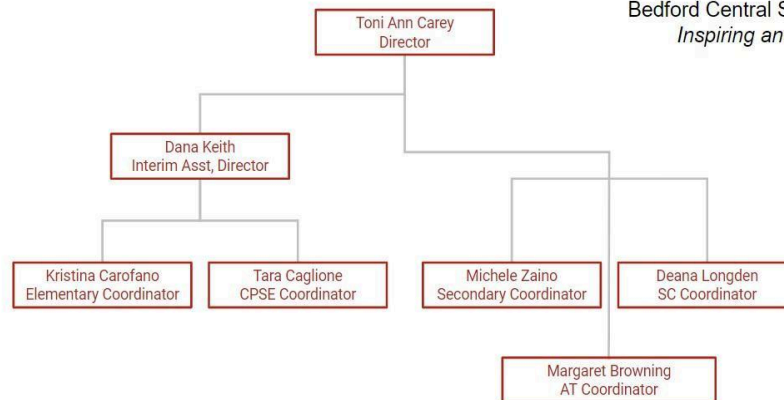 Bedford Central S
Inspiring an
Toni Ann Carey
Director
Dana Keith
Interim Asst, Director
Kristina Carofano
Elementary Coordinator
Tara Caglione
CPSE Coordinator
Michele Zaino
Secondary Coordinator
Deana Longden
SC Coordinator
Margaret Browning
AT Coordinator